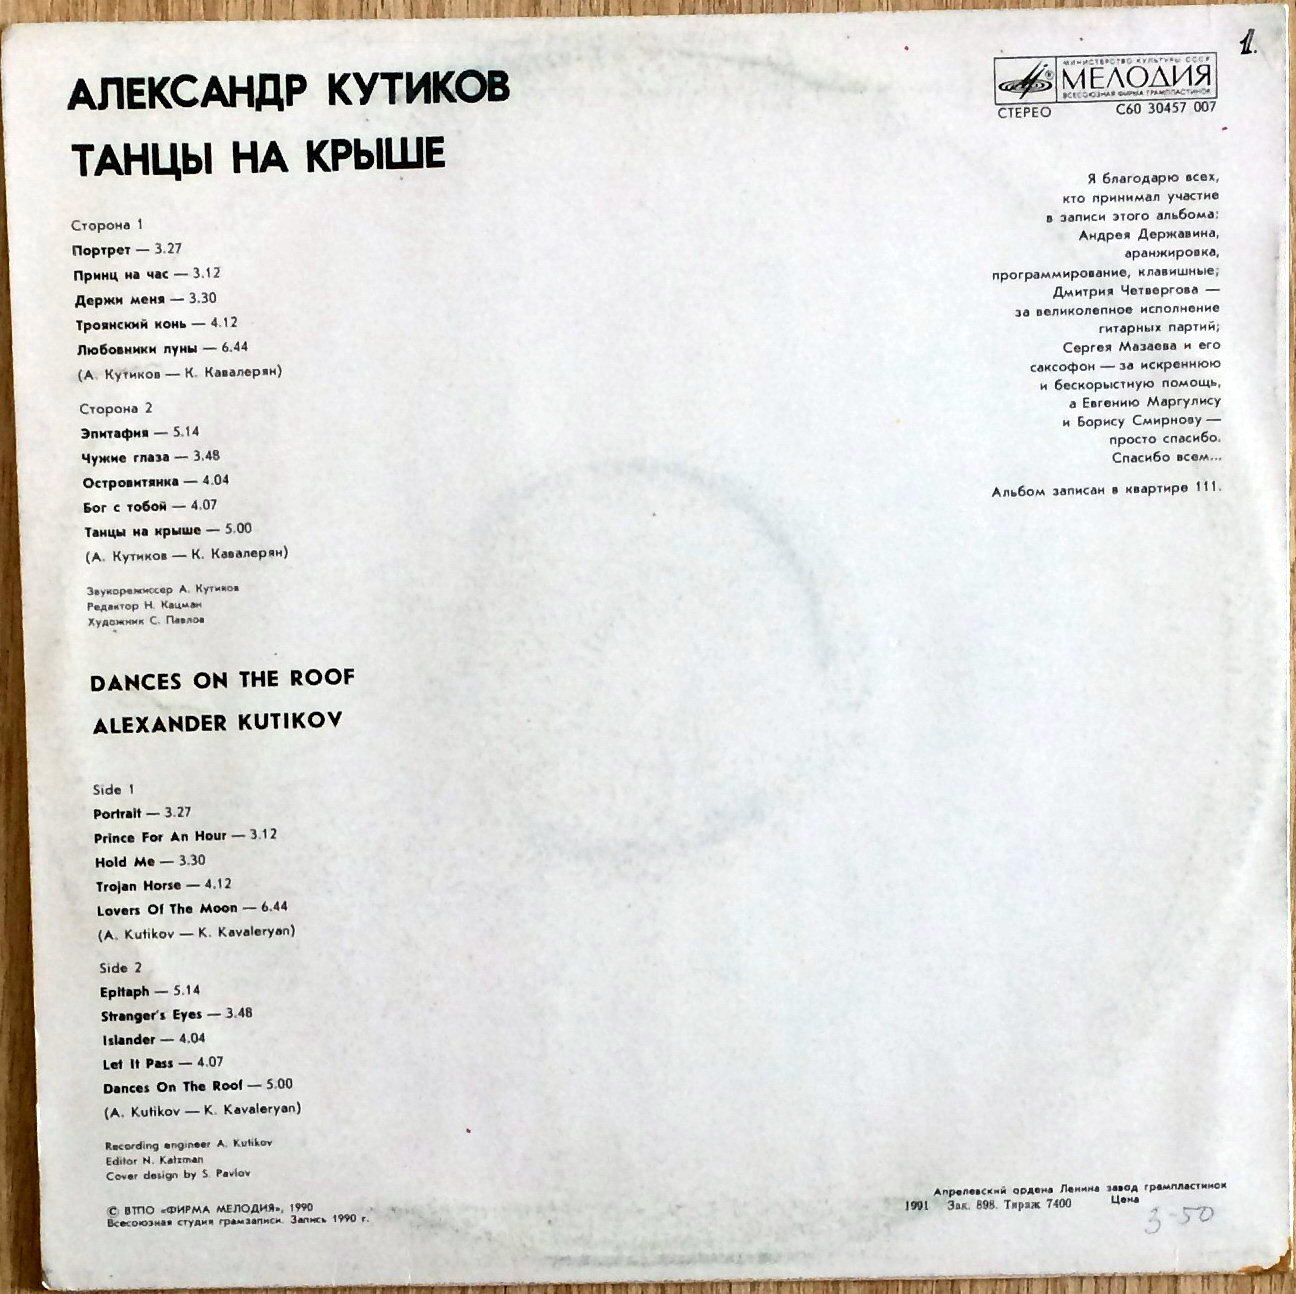 АЛЕКСАНДР КУТИКОВ
ТАНЦЫ НА КРЫШЕ
Сторона 1
Портрет — 3.27
Принц на час — 3.12
Держи меня — 3.30
Троянский конь — 4.12
Любовники луны — 6.44
(А. Кутиков — К. Кавалерян)
Сторона 2
Эпитафия — 5.14
Чужие глаза — 3.48
Островитянка — 4.04
Бог с тобой — 4.07
Танцы на крыше — 5.00
(А. Кутиков — К. Кавалерян)
Звукорежиссер А. Кутиков
Редактор Н. Кацман
Художник С. Павлов
DANCES ON THE ROOF
ALEXANDER KUTIKOV
Side 1
Portrait — 3.27
Prince For An Hour — 3.12
Hold Me — 3.30
Trojan Horse — 4.12
Lovers Of The Moon — 6.44
(A. Kutikov — K. Kavaleryan)
Side 2
Epitaph — 5.14
Stranger's Eyes — 3.48
Islander — 4.04
Let It Pass — 4.07
Dances On The Roof — 5.00
(A. Kutikov — K. Kavaleryan)
Recording engineer A. Kutikov
Editor N. Katzman
Cover design by S. Pavlov
© ВТПО «ФИРМА МЕЛОДИЯ», 1990
Всесоюзная студия грамзаписи. Запись 1990 г.
1.
МИНИСТЕРСТВО КУЛЬТУРЫ СССР
МЕЛОДИЯ
ВСЕСОЮЗНАЯ ФИРМА ГРАМПЛАСТИНОК
СТЕРЕО С60 30457 007
Я благодарю всех,
кто принимал участие
в записи этого альбома:
Андрея Державина,
аранжировка,
программирование, клавишные;
Дмитрия Четвергова —
за великолепное исполнение
гитарных партий;
Сергея Мазаева и его
саксофон — за искреннюю
и бескорыстную помощь,
а Евгению Маргулису
и Борису Смирнову —
просто спасибо.
Спасибо всем...
Альбом записан в квартире 111.
Апрелевский ордена Ленина завод грампластинок
1991 Зак. 898. Тираж 7400 Цена
3-50